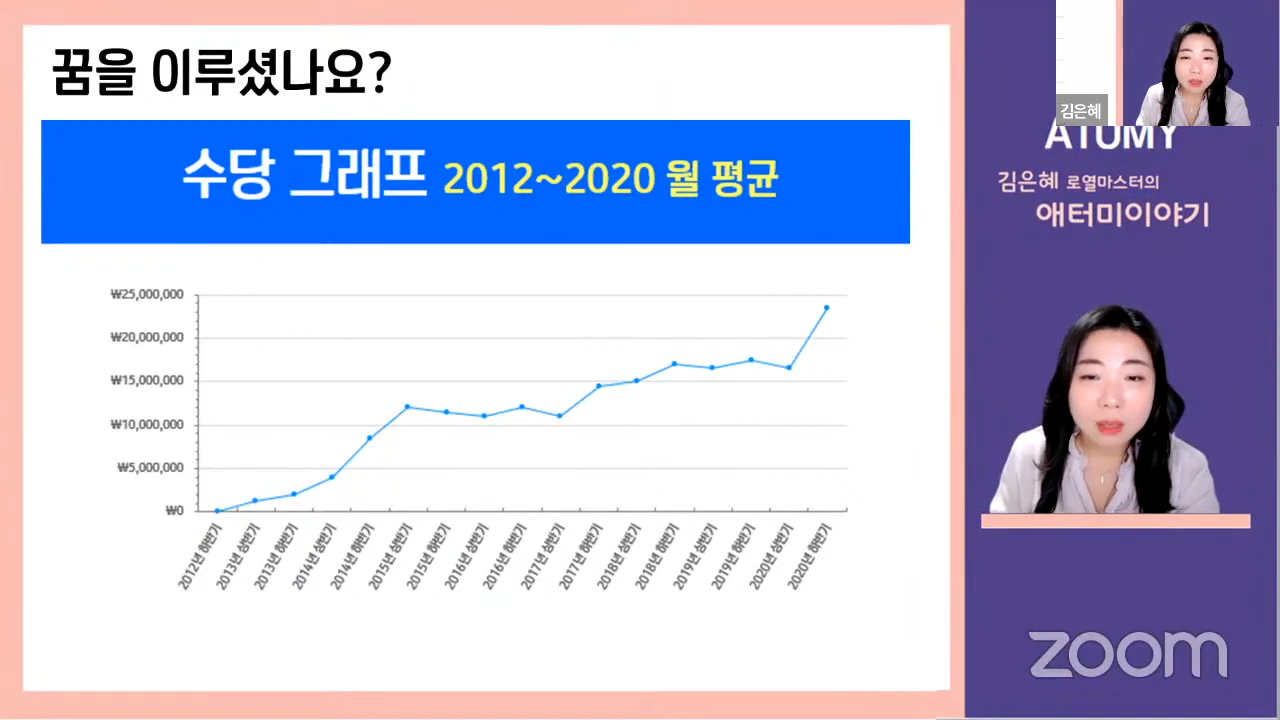 꿈을 이루셨나요?
수당 그래프 2012~2020 월 평균
₩25,000,000
₩20,000,000
₩15,000,000
₩10,000,000
₩5,000,000
₩0
2012년 하반기
2013년 상반기
2013년 하반기
2014년 상반기
2014년 하반기
2015년 상반기
2015년 하반기
2016년 상반기
2016년 하반기
2017년 상반기
2017년 하반기
2018년 상반기
2018년 하반기
2019년 상반기
2019년 하반기
2020년 상반기
2020년 하반기
김은혜
ATOMY
김은혜 로열마스터의
애터미이야기
zoom